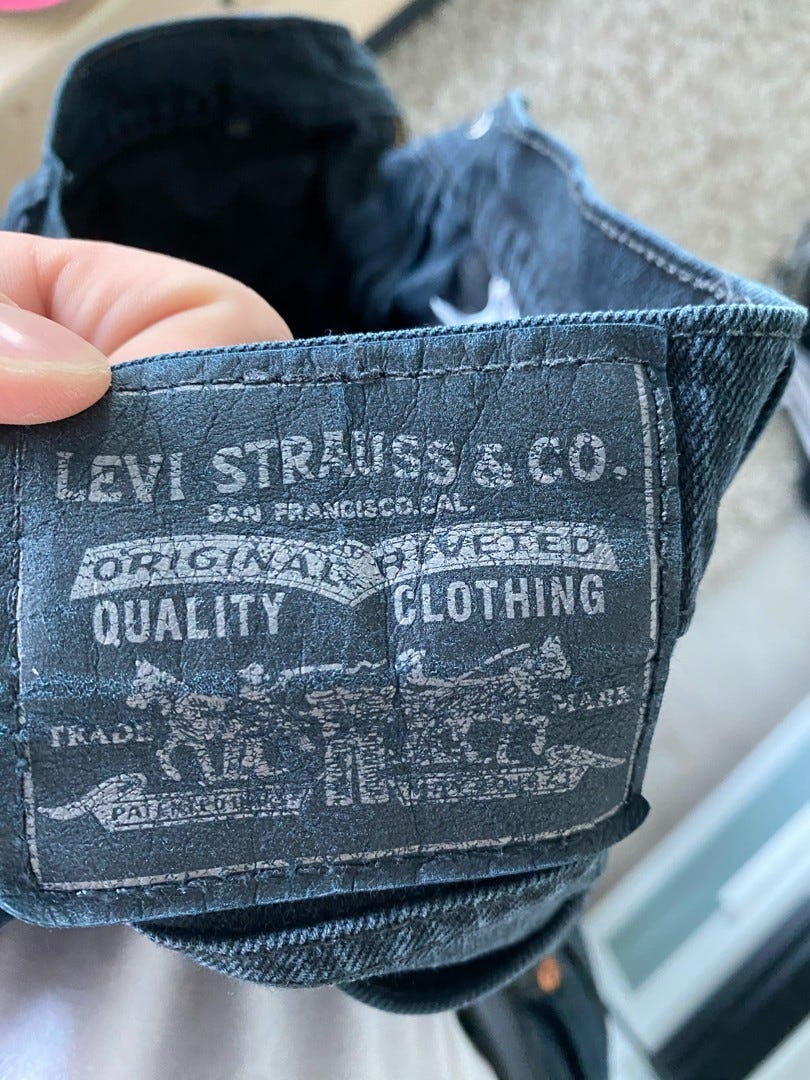 LEVI STRAUSS & CO.
SAN FRANCISCO, CAL.
ORIGINAL RIVETED
QUALITY CLOTHING
TRADE MARK